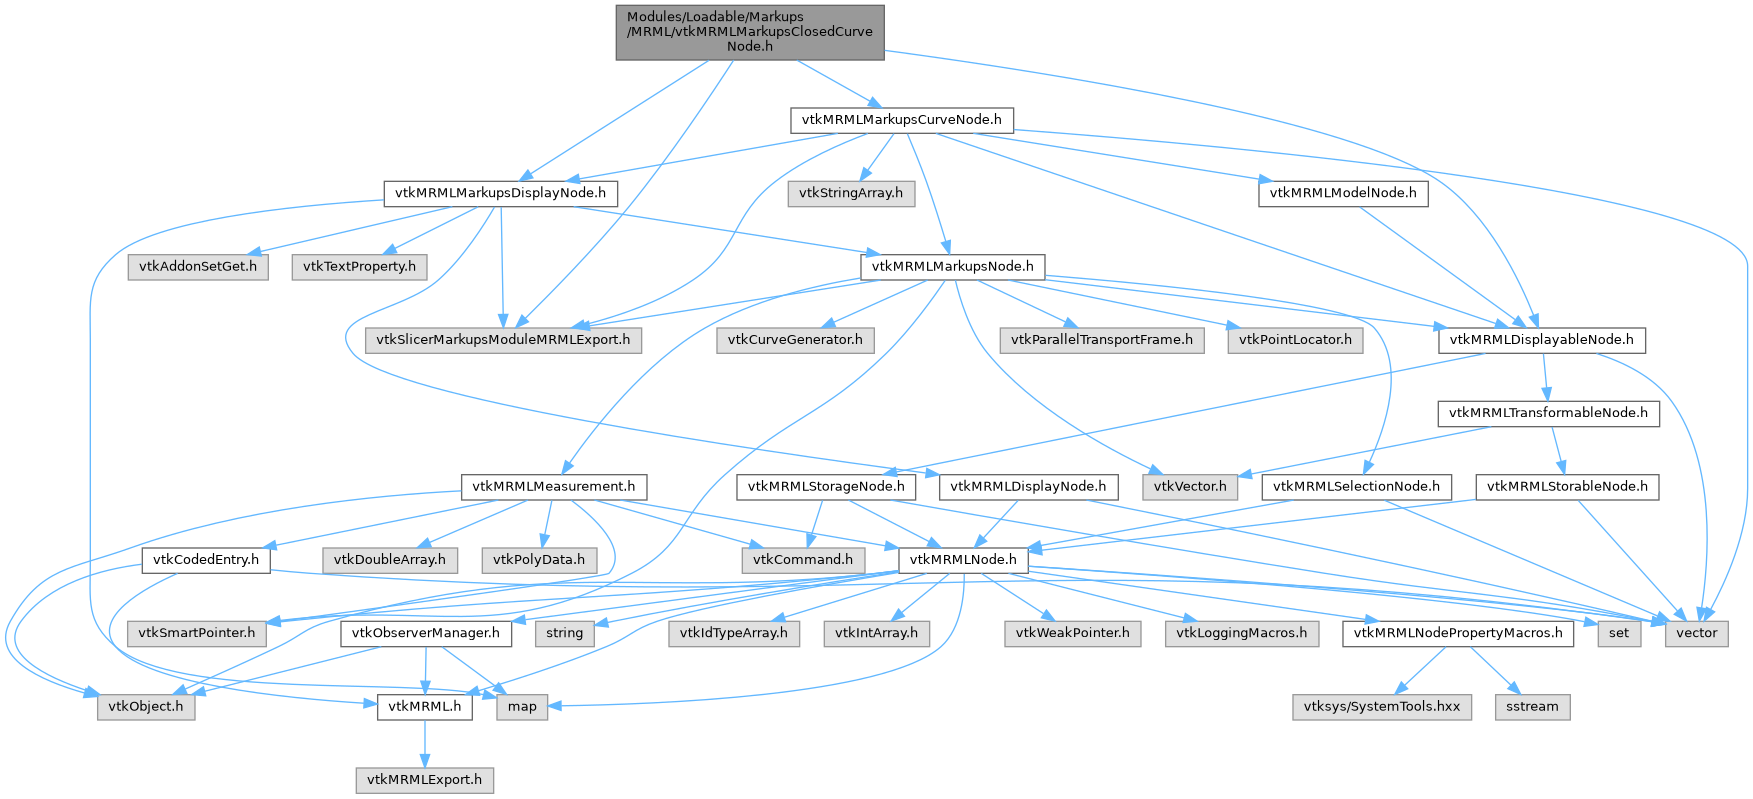 Modules/Loadable/Markups
/MRML/vtkMRMLMarkupsClosedCurve
Node.h
vtkMRMLMarkupsCurveNode.h
vtkMRMLMarkupsDisplayNode.h
vtkStringArray.h
vtkMRMLModelNode.h
vtkAddonSetGet.h
vtkTextProperty.h
vtkMRMLMarkupsNode.h
vtkSlicerMarkupsModuleMRMLExport.h
vtkCurveGenerator.h
vtkParallelTransportFrame.h
vtkPointLocator.h
vtkMRMLDisplayableNode.h
vtkMRMLTransformableNode.h
vtkMRMLMeasurement.h
vtkMRMLStorageNode.h
vtkMRMLDisplayNode.h
vtkVector.h
vtkMRMLSelectionNode.h
vtkMRMLStorableNode.h
vtkCodedEntry.h
vtkDoubleArray.h
vtkPolyData.h
vtkCommand.h
vtkMRMLNode.h
vtkSmartPointer.h
vtkObserverManager.h
string
vtkIdTypeArray.h
vtkIntArray.h
vtkWeakPointer.h
vtkLoggingMacros.h
vtkMRMLNodePropertyMacros.h
set
vector
vtkObject.h
vtkMRML.h
map
vtksys/SystemTools.hxx
sstream
vtkMRMLExport.h